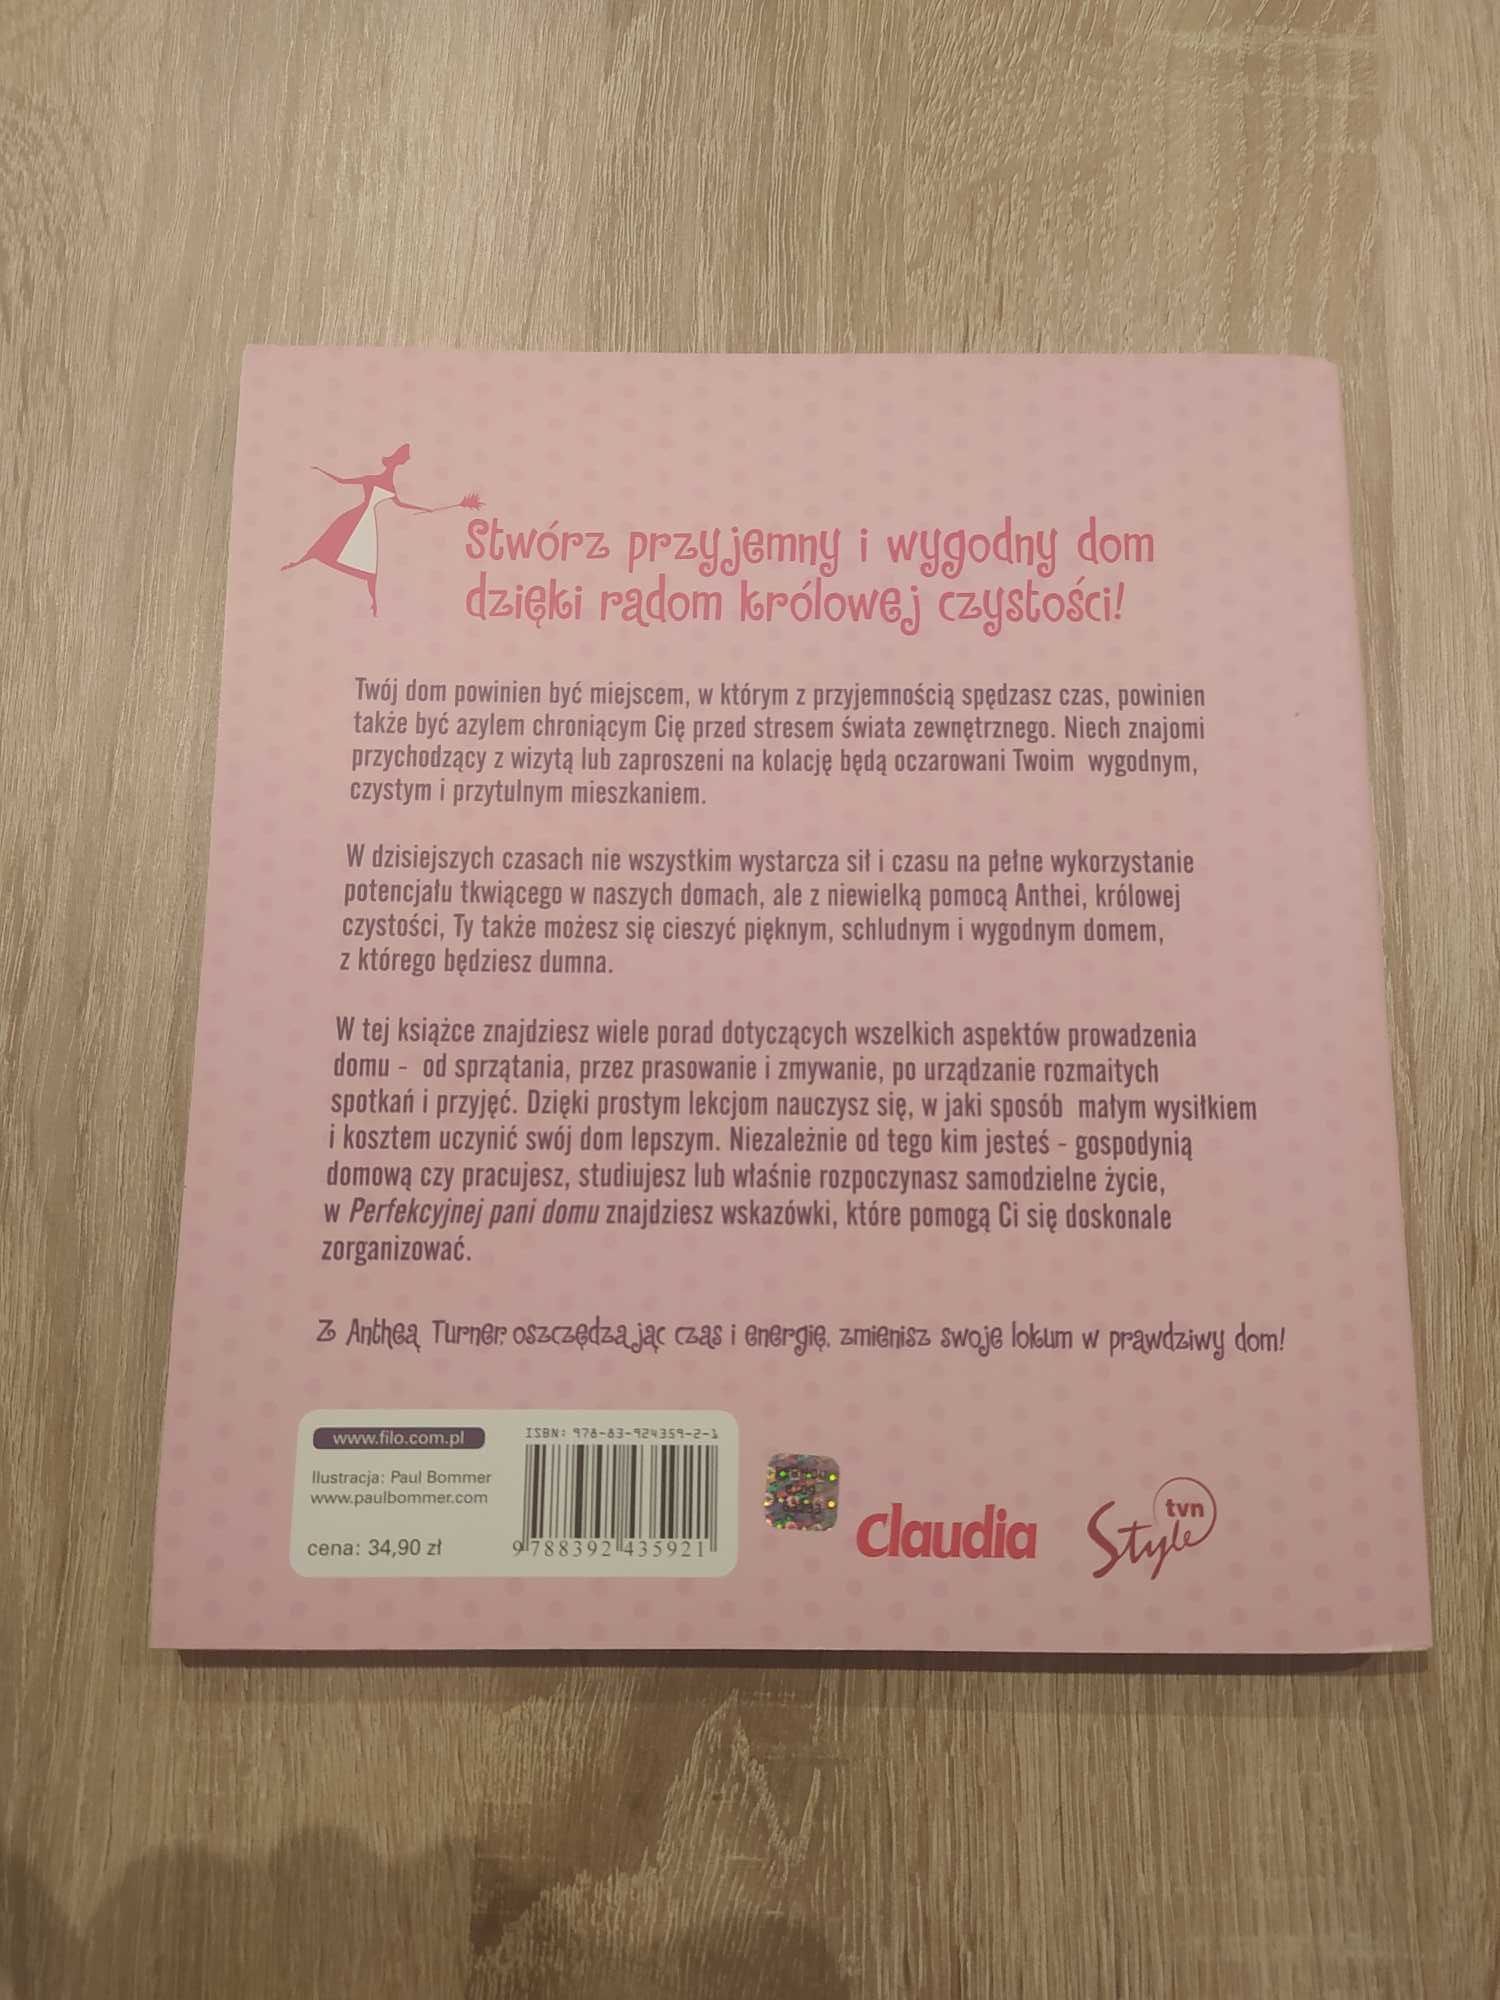 Stwórz przyjemny i wygodny dom
dzięki radom królowej czystości!
Twój dom powinien być miejscem, w którym z przyjemnością spędzasz czas, powinien
także być azylem chroniącym Cię przed stresem świata zewnętrznego. Niech znajomi
przychodzący z wizytą lub zaproszeni na kolację będą oczarowani Twoim wygodnym,
czystym i przytulnym mieszkaniem.
W dzisiejszych czasach nie wszystkim wystarcza sił i czasu na pełne wykorzystanie
potencjału tkwiącego w naszych domach, ale z niewielką pomocą Anthei, królowej
czystości, Ty także możesz się cieszyć pięknym, schludnym i wygodnym domem,
z którego będziesz dumna.
W tej książce znajdziesz wiele porad dotyczących wszelkich aspektów prowadzenia
domu - od sprzątania, przez prasowanie i zmywanie, po urządzanie rozmaitych
spotkań i przyjęć. Dzięki prostym lekcjom nauczysz się, w jaki sposób małym wysiłkiem
i kosztem uczynić swój dom lepszym. Niezależnie od tego kim jesteś - gospodynią
domową czy pracujesz, studiujesz lub właśnie rozpoczynasz samodzielne życie,
w Perfekcyjnej pani domu znajdziesz wskazówki, które pomogą Ci się doskonale
zorganizować.
Z Antheą Turner, oszczędzając czas i energię, zmienisz swoje lokum w prawdziwy dom!
www.filo.com.pl
Ilustracja: Paul Bommer
www.paulbommer.com
cena: 34,90 zł
ISBN: 978-83-924359-2-1
9 788392 435921
claudia
tvn
Style